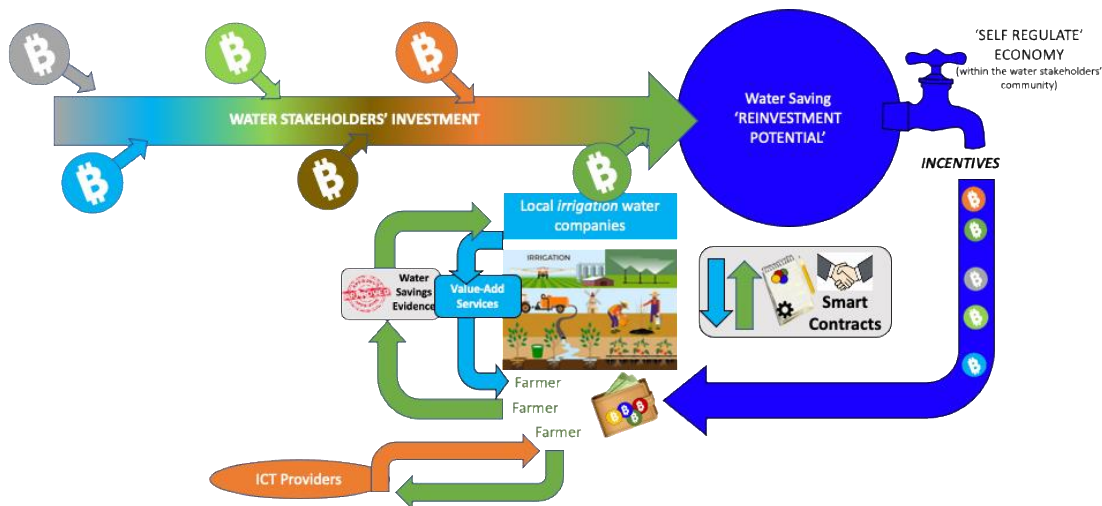 'SELF REGULATE'
ECONOMY
(within the water stakeholders'
community)
WATER STAKEHOLDERS' INVESTMENT
Water Saving
'REINVESTMENT
POTENTIAL'
INCENTIVES
Local irrigation water
companies
IRRIGATION
Water
Savings
Evidence
Value-Add
Services
Smart
Contracts
Farmer
Farmer
Farmer
ICT Providers